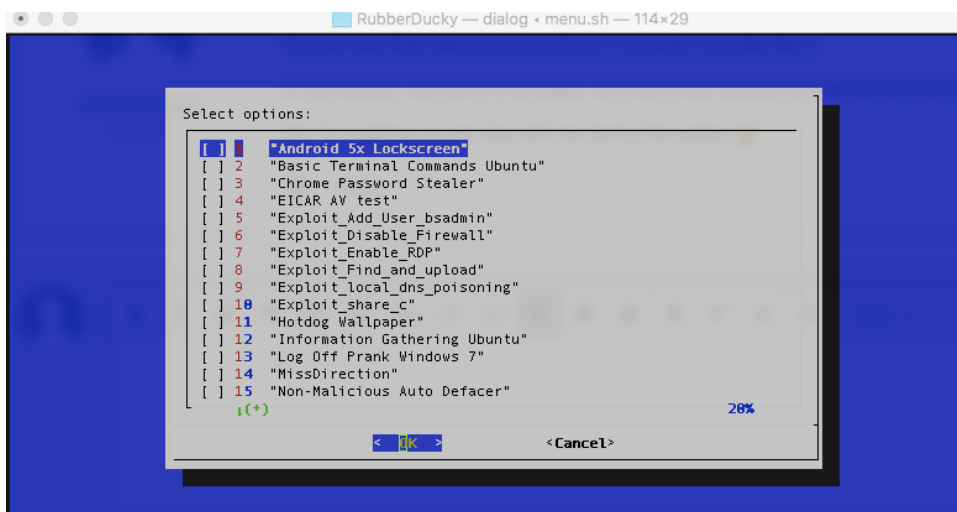 RubberDucky — dialog ◂ menu.sh — 114×29
Select options:
[ ] 1 "Android 5x Lockscreen"
[ ] 2 "Basic Terminal Commands Ubuntu"
[ ] 3 "Chrome Password Stealer"
[ ] 4 "EICAR AV test"
[ ] 5 "Exploit_Add_User_bsadmin"
[ ] 6 "Exploit_Disable_Firewall"
[ ] 7 "Exploit_Enable_RDP"
[ ] 8 "Exploit_Find_and_upload"
[ ] 9 "Exploit_local_dns_poisoning"
[ ] 10 "Exploit_share_c"
[ ] 11 "Hotdog Wallpaper"
[ ] 12 "Information Gathering Ubuntu"
[ ] 13 "Log Off Prank Windows 7"
[ ] 14 "MissDirection"
[ ] 15 "Non-Malicious Auto Defacer"
↓(+) 20%
< OK > <Cancel>